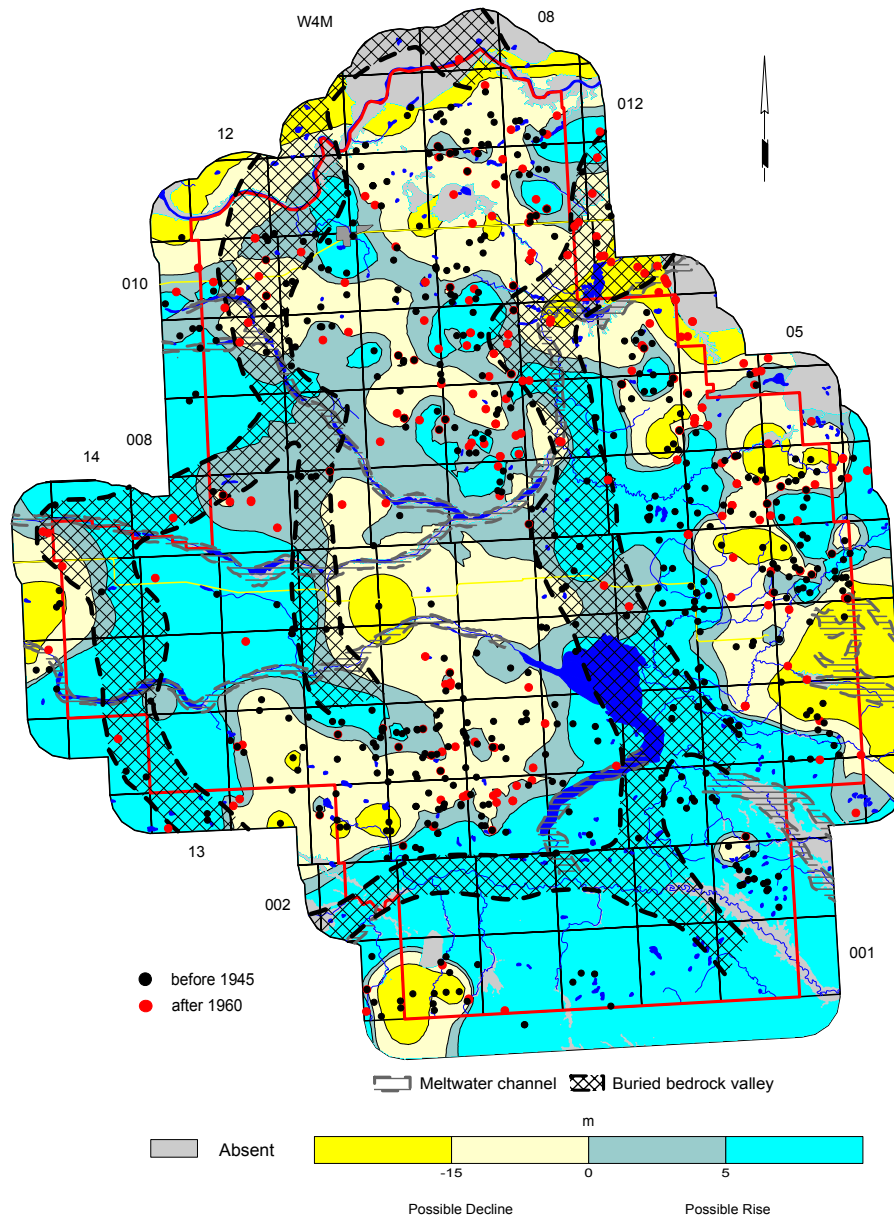 W4M
08
012
12
010
05
008
14
13
002
001
before 1945
after 1960
Meltwater channel
Buried bedrock valley
m
Absent
-15 0 5
Possible Decline Possible Rise